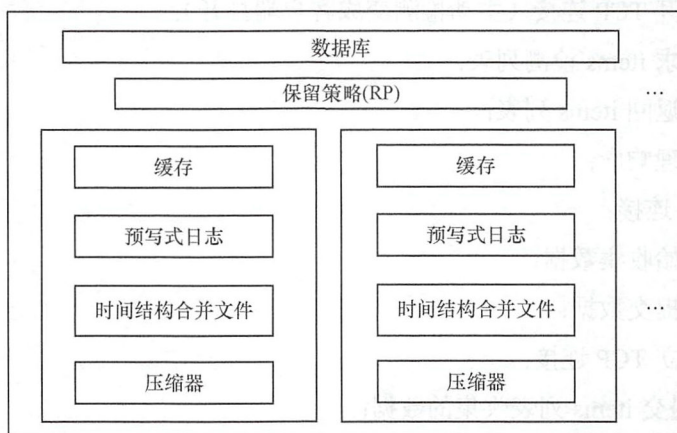 数据库
保留策略(RP)
...
缓存
缓存
预写式日志
预写式日志
时间结构合并文件
时间结构合并文件
...
压缩器
压缩器